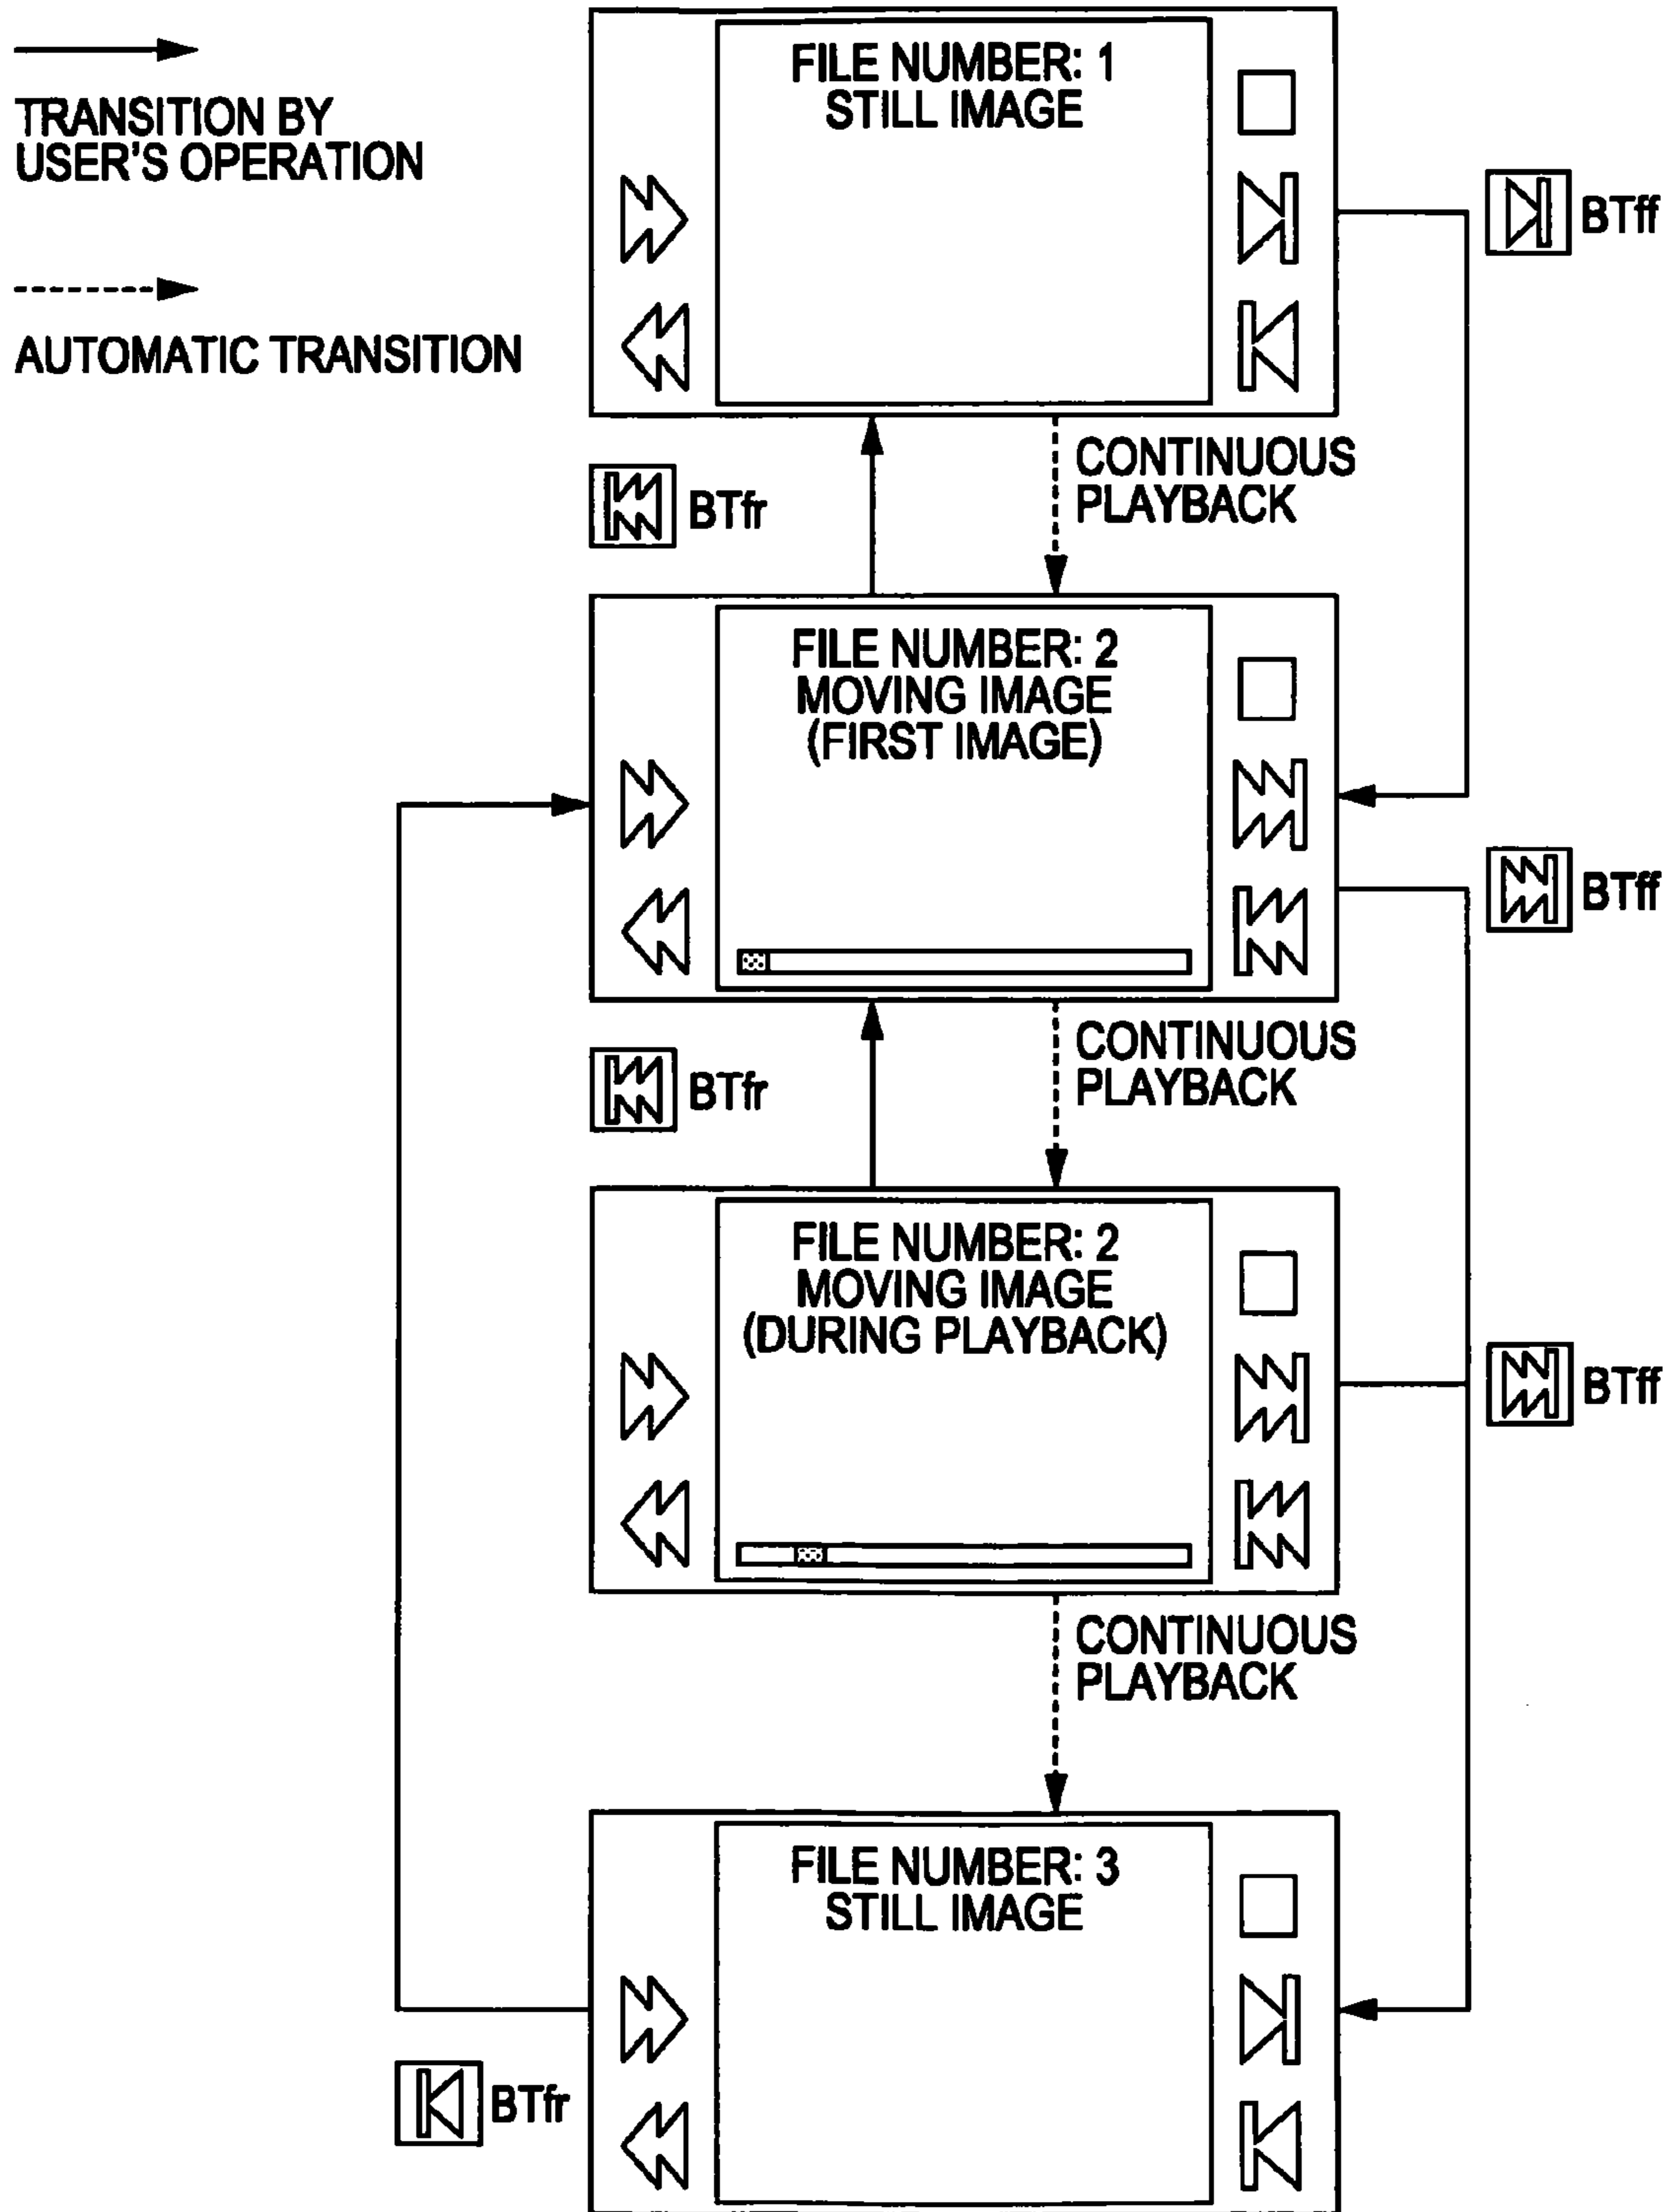 TRANSITION BY
USER'S OPERATION
AUTOMATIC TRANSITION
FILE NUMBER: 1
STILL IMAGE
BTff
BTfr
CONTINUOUS
PLAYBACK
FILE NUMBER: 2
MOVING IMAGE
(FIRST IMAGE)
BTff
BTfr
CONTINUOUS
PLAYBACK
FILE NUMBER: 2
MOVING IMAGE
(DURING PLAYBACK)
BTff
CONTINUOUS
PLAYBACK
FILE NUMBER: 3
STILL IMAGE
BTfr